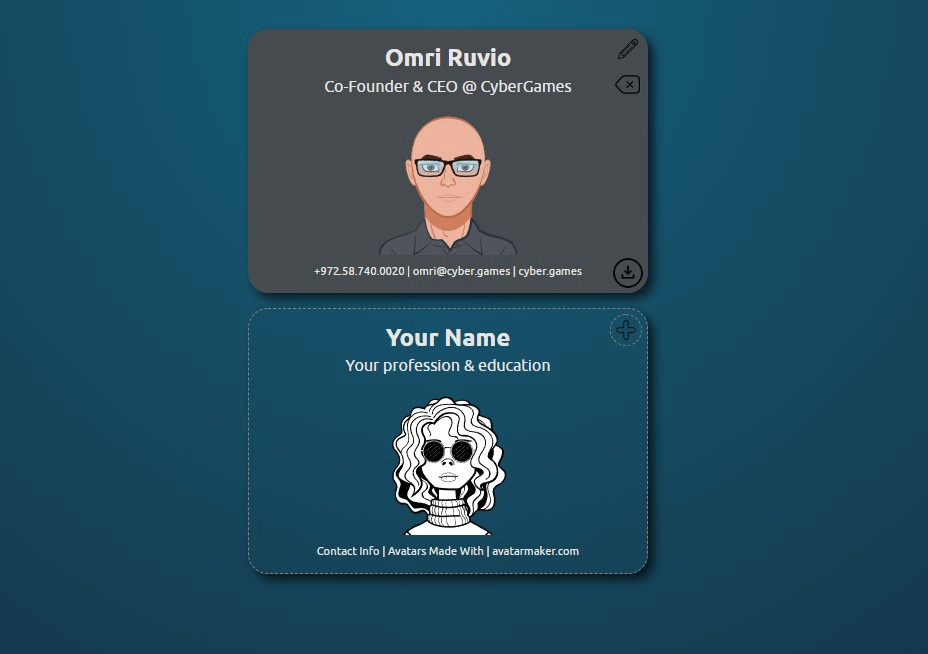 Omri Ruvio
Co-Founder & CEO @ CyberGames
+972.58.740.0020 | omri@cyber.games | cyber.games
Your Name
Your profession & education
Contact Info | Avatars Made With | avatarmaker.com